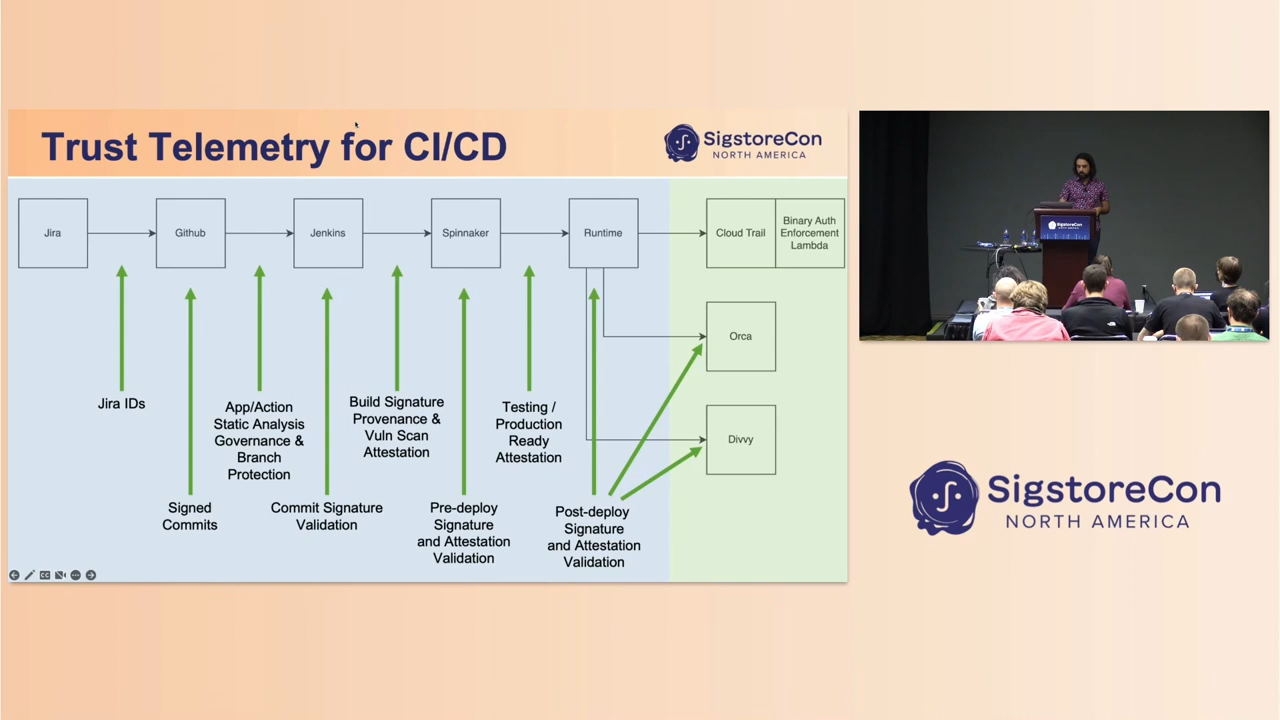 Trust Telemetry for CI/CD
SigstoreCon
NORTH AMERICA
Jira
Github
Jenkins
Spinnaker
Runtime
Cloud Trail
Binary Auth
Enforcement
Lambda
Orca
Divvy
Jira IDs
App/Action
Static Analysis
Governance &
Branch
Protection
Build Signature
Provenance &
Vuln Scan
Attestation
Testing /
Production
Ready
Attestation
Signed
Commits
Commit Signature
Validation
Pre-deploy
Signature
and Attestation
Validation
Post-deploy
Signature
and Attestation
Validation
SigstoreCon
SigstoreCon
NORTH AMERICA